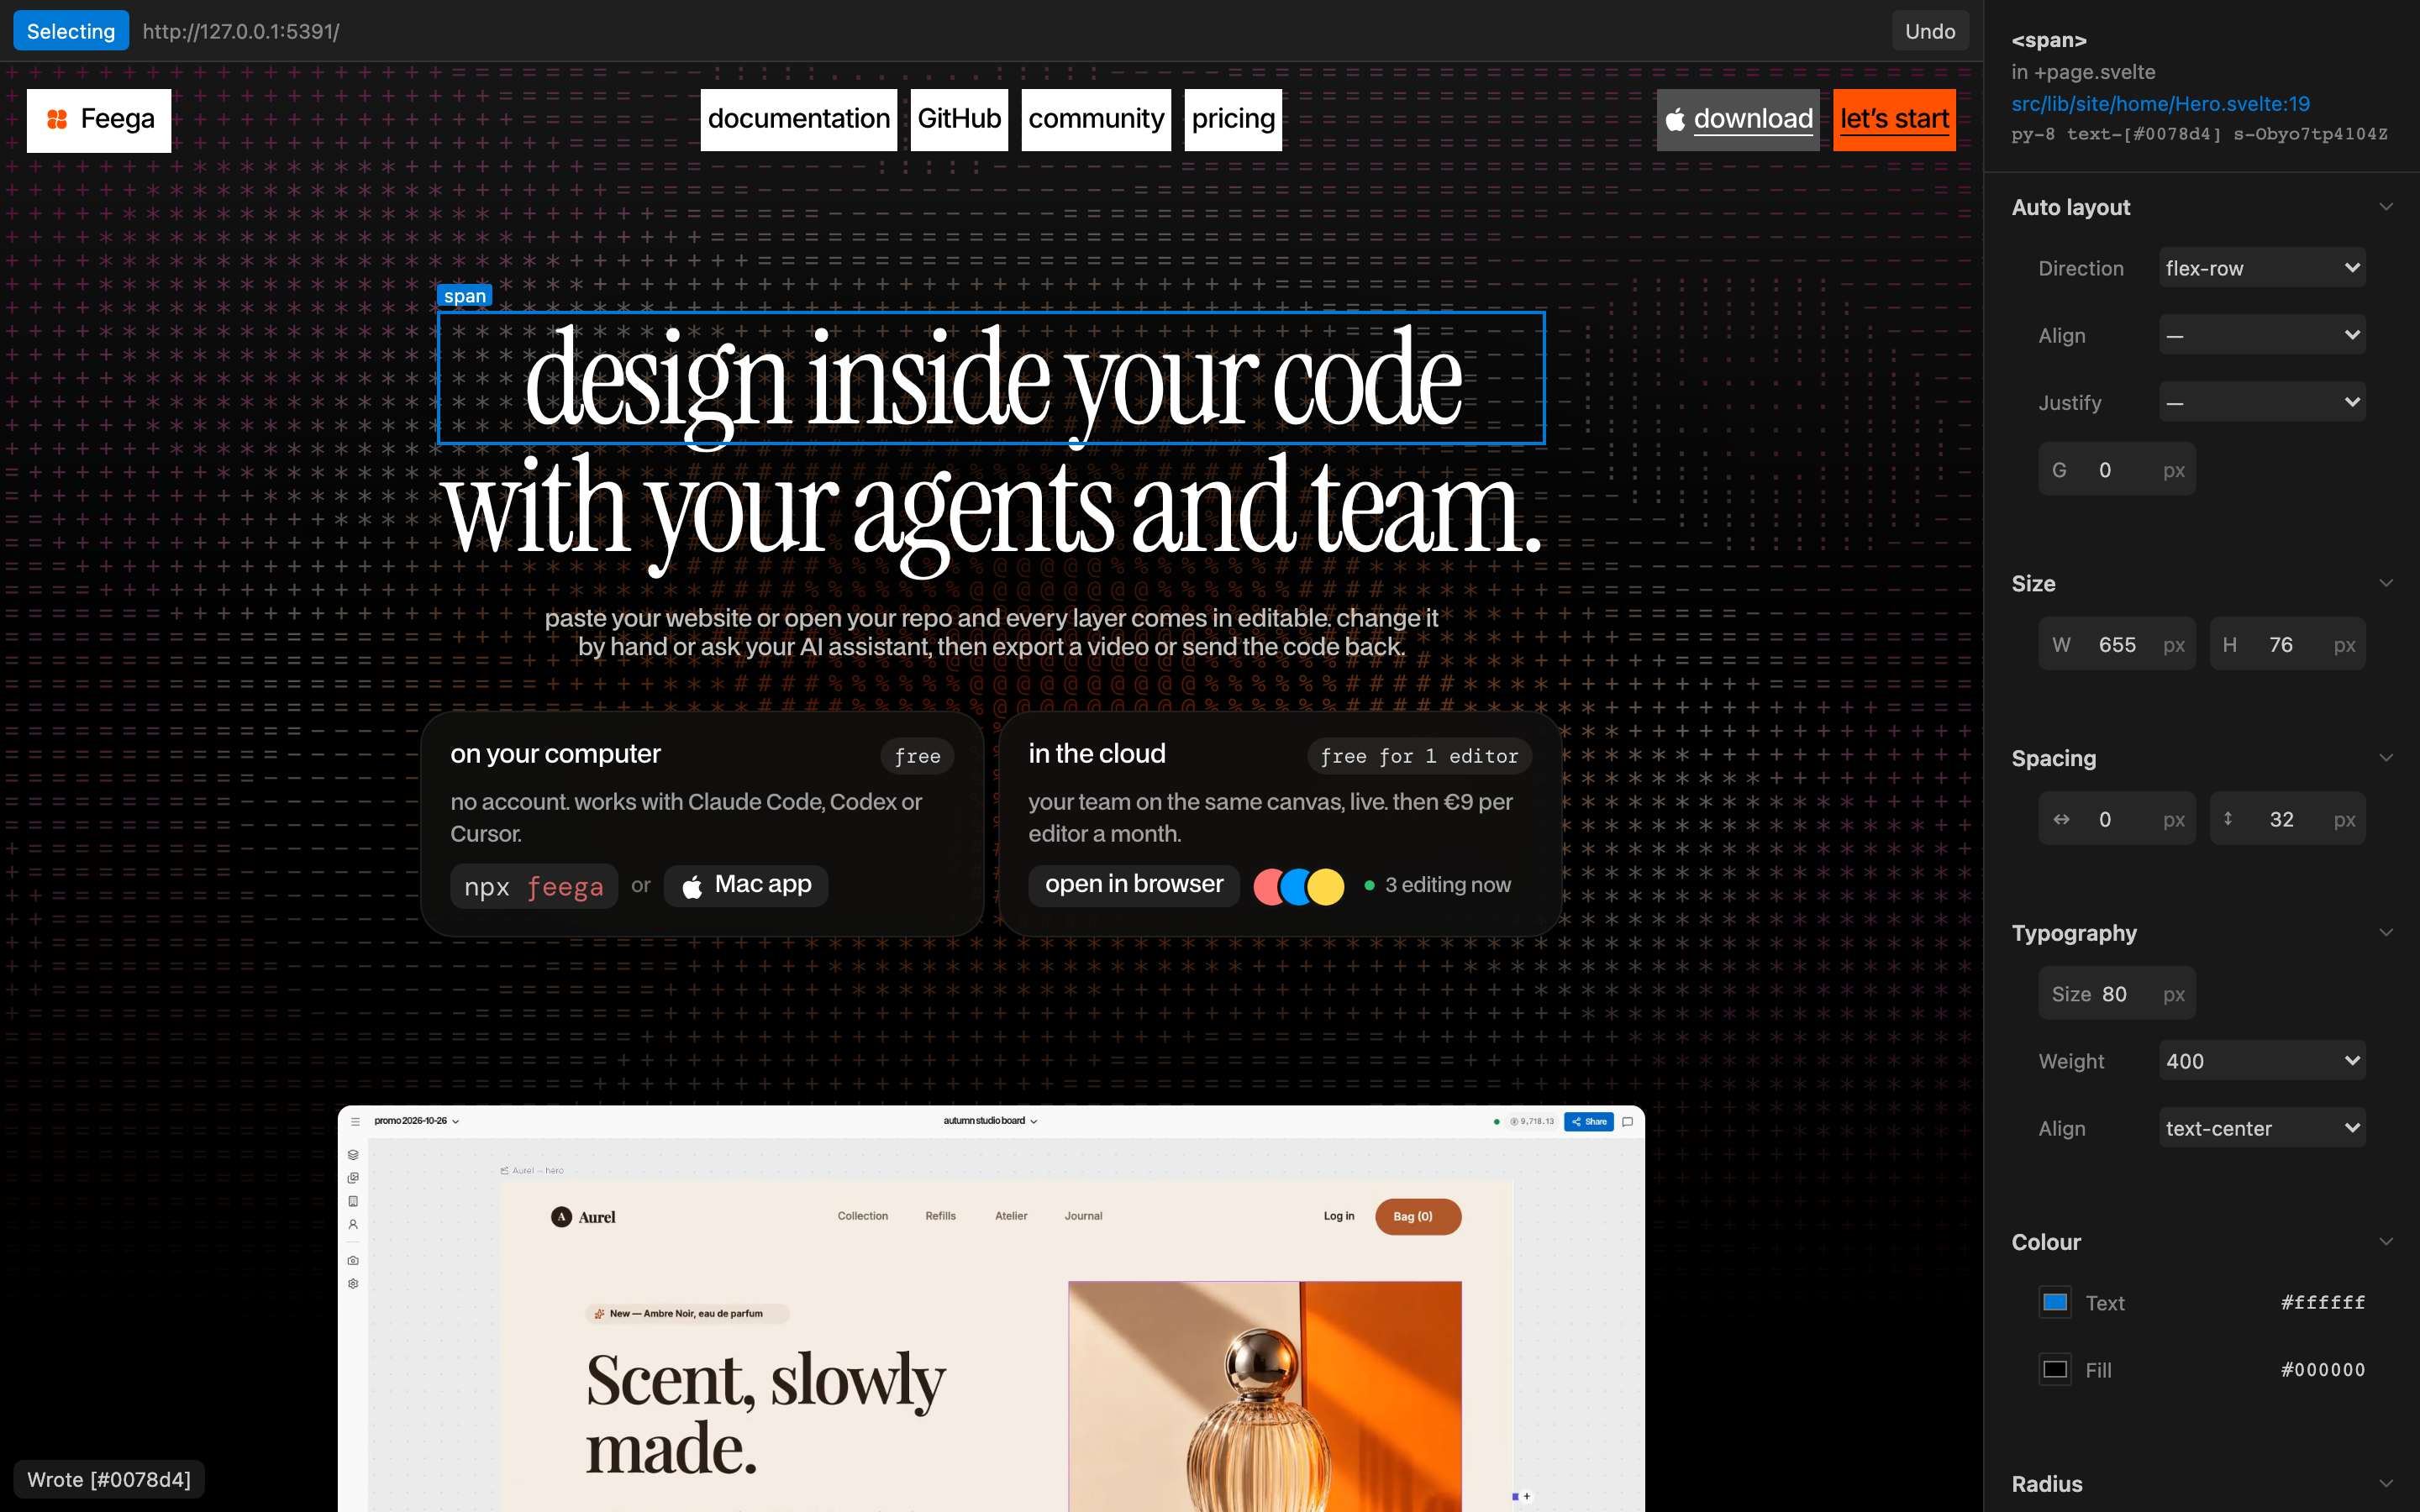 Selecting
http://127.0.0.1:5391/
Undo
Feega
documentation
GitHub
community
pricing
download
let's start
span
design inside your code
with your agents and team.
paste your website or open your repo and every layer comes in editable. change it
by hand or ask your AI assistant, then export a video or send the code back.
on your computer
free
no account. works with Claude Code, Codex or
Cursor.
npx feega
or
Mac app
in the cloud
free for 1 editor
your team on the same canvas, live. then €9 per
editor a month.
open in browser
3 editing now
promo 2026-10-26
autumn studio board
9,718.13
Share
Aurel — hero
A
Aurel
Collection
Refills
Atelier
Journal
Log in
Bag (0)
New — Ambre Noir, eau de parfum
Scent, slowly
made.
Wrote [#0078d4]
<span>
in +page.svelte
src/lib/site/home/Hero.svelte:19
py-8 text-[#0078d4] s-Obyo7tp4104Z
Auto layout
Direction
flex-row
Align
—
Justify
—
G 0 px
Size
W 655 px
H 76 px
Spacing
↔ 0 px
↕ 32 px
Typography
Size 80 px
Weight
400
Align
text-center
Colour
Text
#ffffff
Fill
#000000
Radius